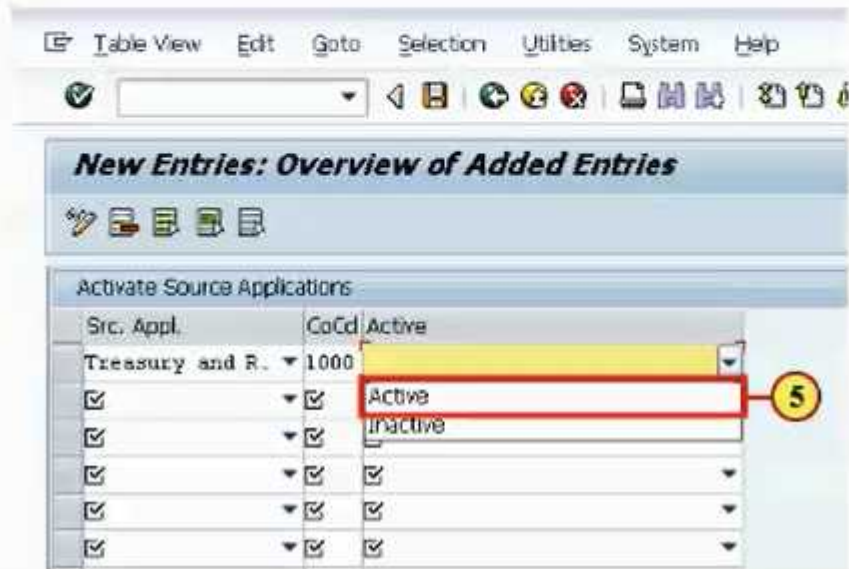 Table View Edit Goto Selection Utilities System Help
New Entries: Overview of Added Entries
Activate Source Applications
Src. Appl. CoCd Active
Treasury and R. 1000
Active 5
Inactive